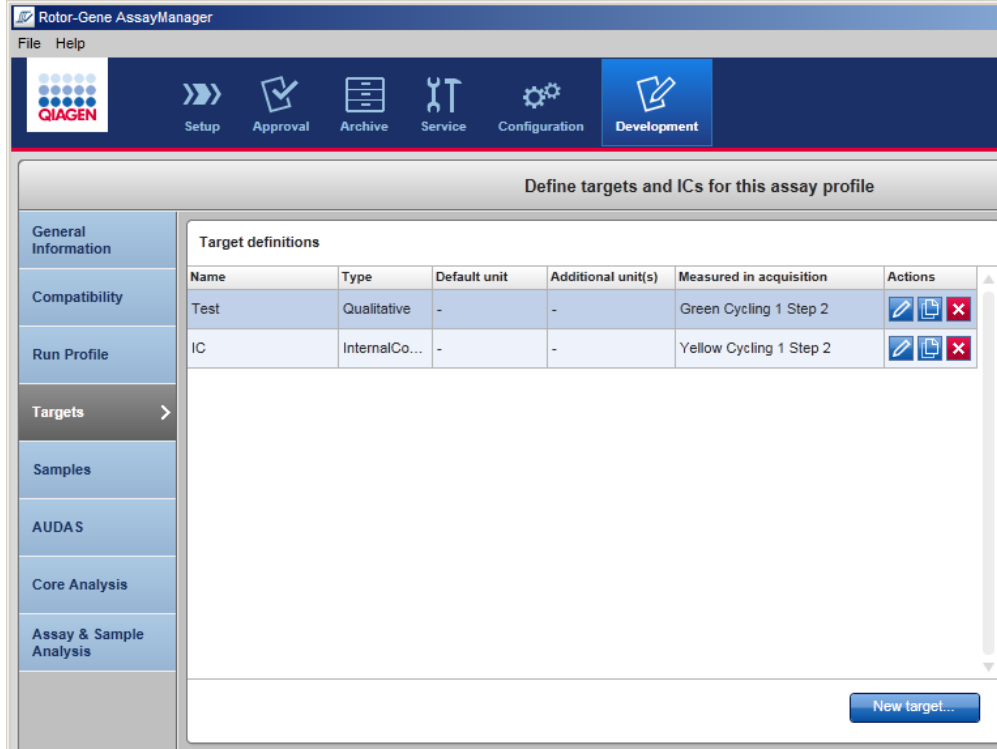 Rotor-Gene AssayManager
File Help
QIAGEN
Setup Approval Archive Service Configuration Development
Define targets and ICs for this assay profile
General
Information
Compatibility
Run Profile
Targets
Samples
AUDAS
Core Analysis
Assay & Sample
Analysis
Target definitions
Name Type Default unit Additional unit(s) Measured in acquisition Actions
Test Qualitative - - Green Cycling 1 Step 2
IC InternalCo... - - Yellow Cycling 1 Step 2
New target...